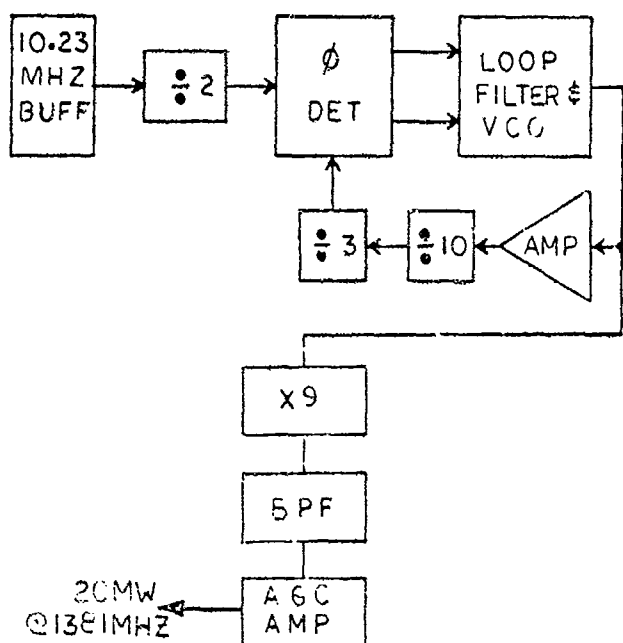 10.23
MHZ
BUFF
÷ 2
Ø
DET
LOOP
FILTER &
VCO
÷ 3
÷ 10
AMP
X9
BPF
AGC
AMP
20MW
@1381MHZ